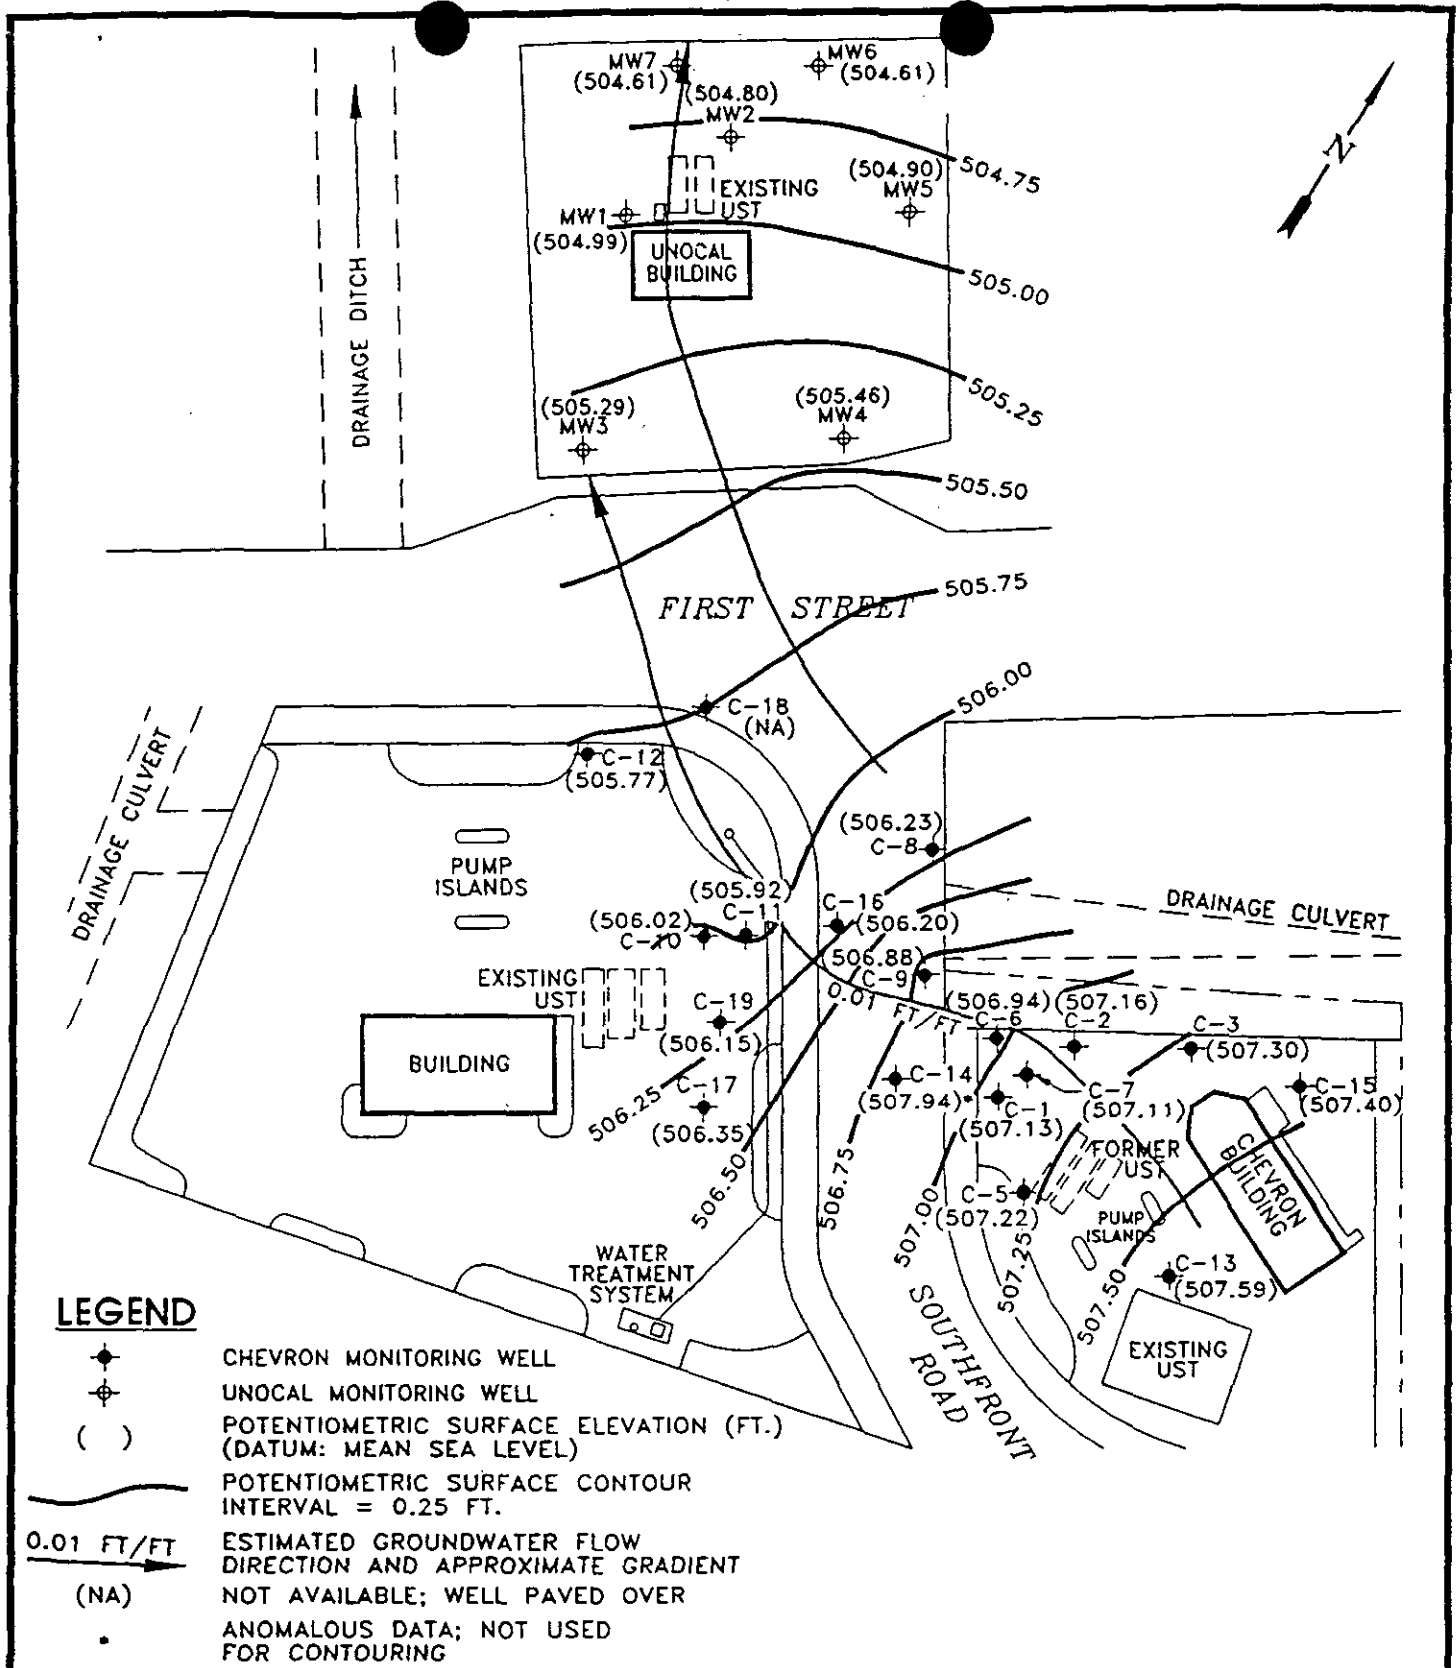 MW7
(504.61)
MW6
(504.61)
(504.80)
MW2
N
504.75
(504.90)
MW5
EXISTING
UST
MW1
(504.99)
UNOCAL
BUILDING
505.00
DRAINAGE DITCH
505.25
(505.29)
MW3
(505.46)
MW4
505.50
505.75
FIRST STREET
506.00
C-18
(NA)
C-12
(505.77)
DRAINAGE CULVERT
(506.23)
C-8
PUMP
ISLANDS
(505.92)
C-11
C-16
(506.20)
DRAINAGE CULVERT
(506.02)
C-10
(506.88)
C-9
EXISTING
UST
0.01 FT/FT
(506.94)
C-6
(507.16)
C-2
C-3
(507.30)
C-19
(506.15)
BUILDING
C-14
(507.94)*
C-7
(507.11)
C-15
(507.40)
C-17
(506.35)
C-1
(507.13)
506.25
FORMER
UST
CHEVRON
BUILDING
506.50
506.75
507.00
C-5
(507.22)
PUMP
ISLANDS
507.25
507.50
C-13
(507.59)
WATER
TREATMENT
SYSTEM
SOUTHFRONT
ROAD
EXISTING
UST
LEGEND
CHEVRON MONITORING WELL
UNOCAL MONITORING WELL
( ) POTENTIOMETRIC SURFACE ELEVATION (FT.)
(DATUM: MEAN SEA LEVEL)
POTENTIOMETRIC SURFACE CONTOUR
INTERVAL = 0.25 FT.
0.01 FT/FT ESTIMATED GROUNDWATER FLOW
DIRECTION AND APPROXIMATE GRADIENT
(NA) NOT AVAILABLE; WELL PAVED OVER
* ANOMALOUS DATA; NOT USED
FOR CONTOURING